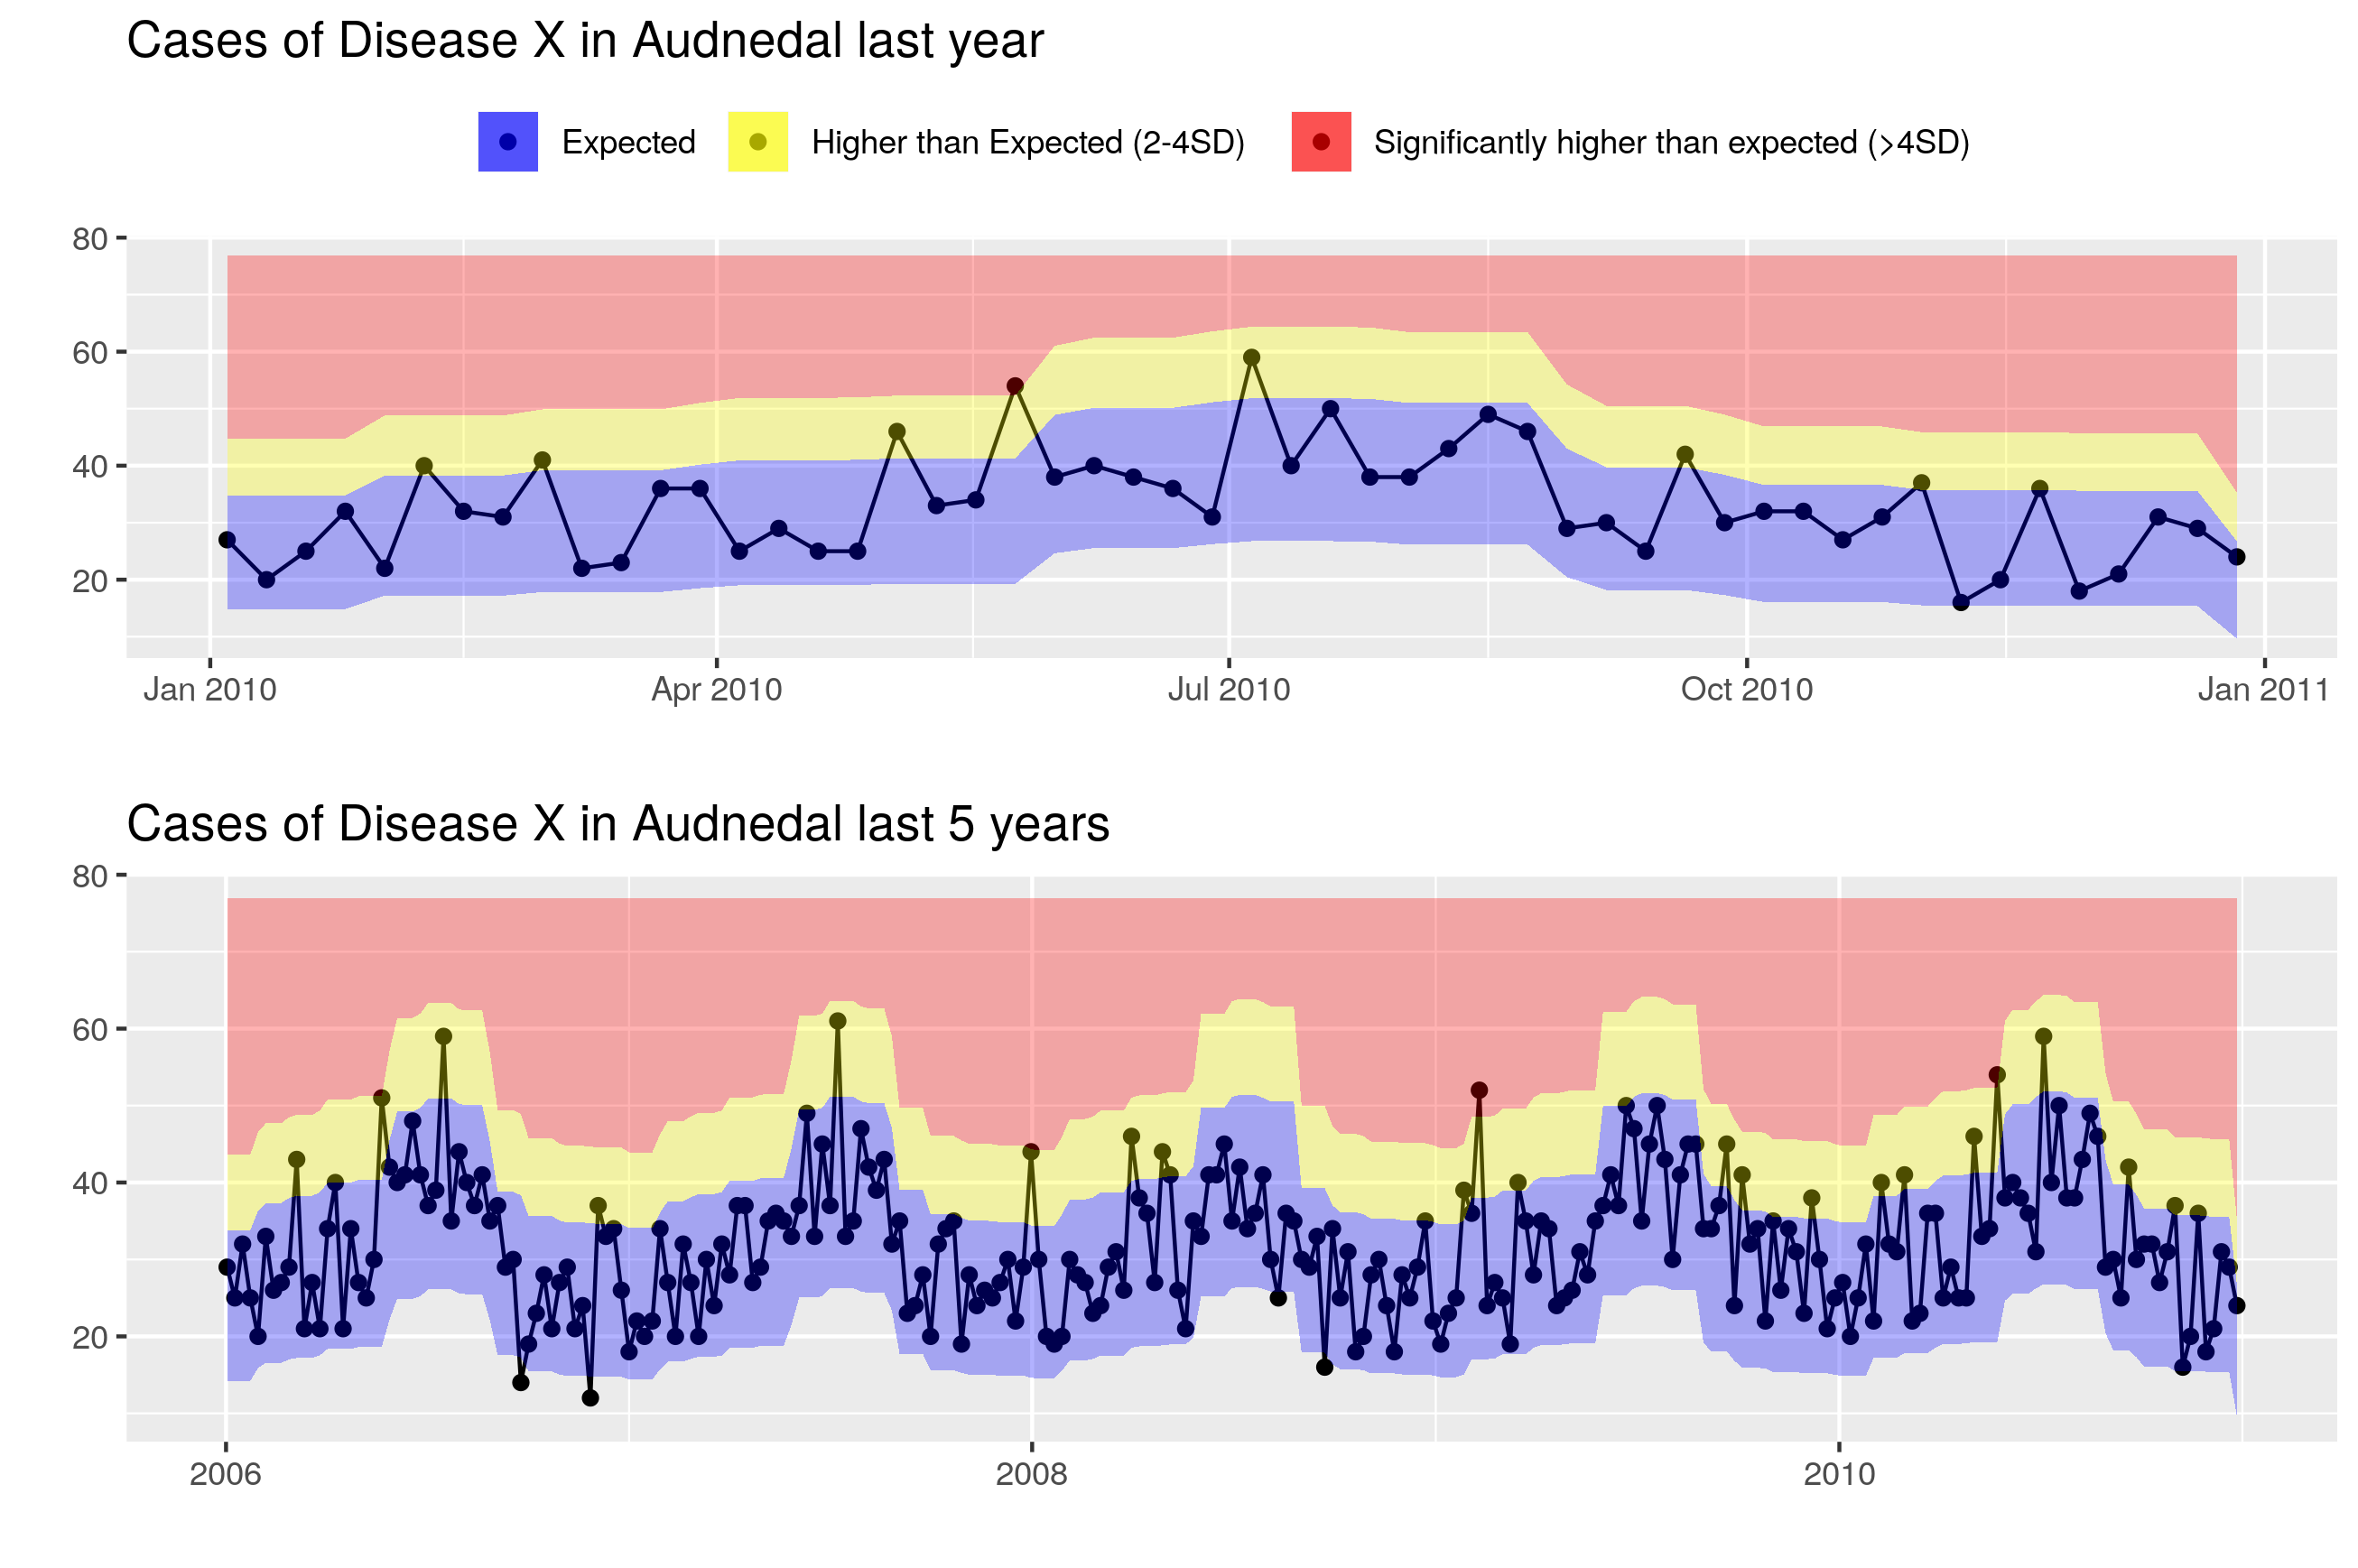 Cases of Disease X in Audnedal last year
Expected Higher than Expected (2-4SD) Significantly higher than expected (>4SD)
80
60
40
20
Jan 2010 Apr 2010 Jul 2010 Oct 2010 Jan 2011
Cases of Disease X in Audnedal last 5 years
80
60
40
20
2006 2008 2010